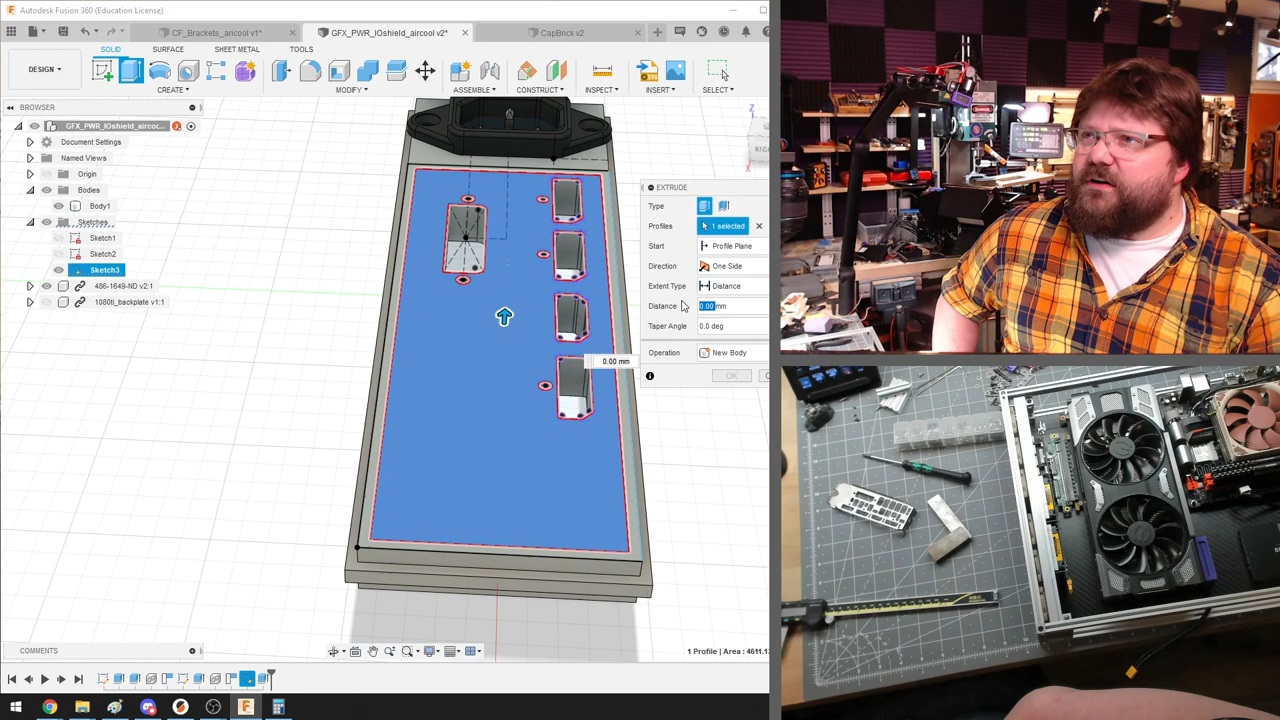 Autodesk Fusion 360 (Education License)
CF_Brackets_aircool v1*
GFX_PWR_IOshield_aircool v2*
CapBrick v2
SOLID
SURFACE
SHEET METAL
TOOLS
DESIGN
CREATE
MODIFY
ASSEMBLE
CONSTRUCT
INSPECT
INSERT
SELECT
BROWSER
GFX_PWR_IOshield_aircoc...
Document Settings
Named Views
Origin
Bodies
Body1
Sketches
Sketch1
Sketch2
Sketch3
486-1649-ND v2:1
1080ti_backplate v1:1
Z
RIGH
X
EXTRUDE
Type
Profiles
1 selected
Start
Profile Plane
Direction
One Side
Extent Type
Distance
Distance
0.00 mm
Taper Angle
0.0 deg
Operation
New Body
OK
0.00 mm
COMMENTS
1 Profile | Area : 4611.1